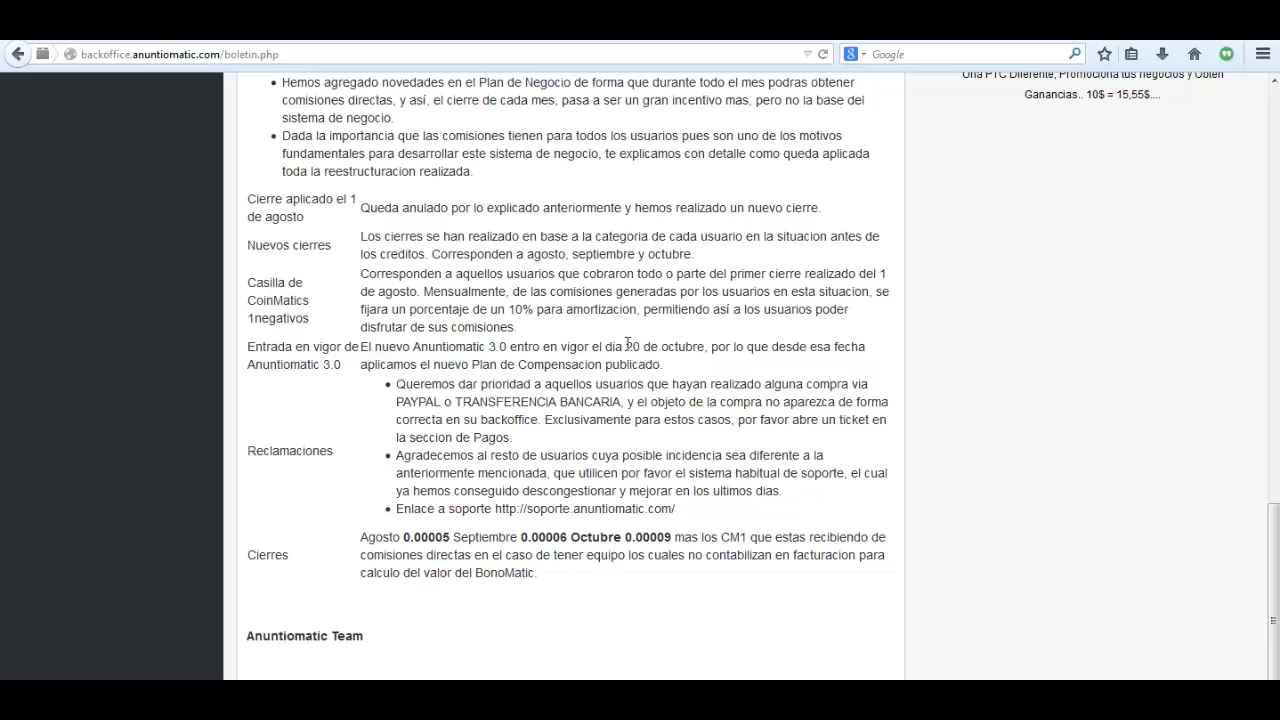 backoffice.anuntiomatic.com/boletin.php
Google
Una PTC Diferente, Promociona tus negocios y Obten
Ganancias.. 10$ = 15,55$....
Hemos agregado novedades en el Plan de Negocio de forma que durante todo el mes podras obtener
comisiones directas, y así, el cierre de cada mes, pasa a ser un gran incentivo mas, pero no la base del
sistema de negocio.
Dada la importancia que las comisiones tienen para todos los usuarios pues son uno de los motivos
fundamentales para desarrollar este sistema de negocio, te explicamos con detalle como queda aplicada
toda la reestructuracion realizada.
Cierre aplicado el 1
de agosto
Queda anulado por lo explicado anteriormente y hemos realizado un nuevo cierre.
Nuevos cierres
Los cierres se han realizado en base a la categoria de cada usuario en la situacion antes de
los creditos. Corresponden a agosto, septiembre y octubre.
Casilla de
CoinMatics
1negativos
Corresponden a aquellos usuarios que cobraron todo o parte del primer cierre realizado del 1
de agosto. Mensualmente, de las comisiones generadas por los usuarios en esta situacion, se
fijara un porcentaje de un 10% para amortizacion, permitiendo así a los usuarios poder
disfrutar de sus comisiones.
Entrada en vigor de
Anuntiomatic 3.0
El nuevo Anuntiomatic 3.0 entro en vigor el dia de octubre, por lo que desde esa fecha
aplicamos el nuevo Plan de Compensacion publicado.
Reclamaciones
Queremos dar prioridad a aquellos usuarios que hayan realizado alguna compra via
PAYPAL o TRANSFERENCIA BANCARIA, y el objeto de la compra no aparezca de forma
correcta en su backoffice. Exclusivamente para estos casos, por favor abre un ticket en
la seccion de Pagos.
Agradecemos al resto de usuarios cuya posible incidencia sea diferente a la
anteriormente mencionada, que utilicen por favor el sistema habitual de soporte, el cual
ya hemos conseguido descongestionar y mejorar en los ultimos dias.
Enlace a soporte http://soporte.anuntiomatic.com/
Cierres
Agosto 0.00005 Septiembre 0.00006 Octubre 0.00009 mas los CM1 que estas recibiendo de
comisiones directas en el caso de tener equipo los cuales no contabilizan en facturacion para
calculo del valor del BonoMatic.
Anuntiomatic Team